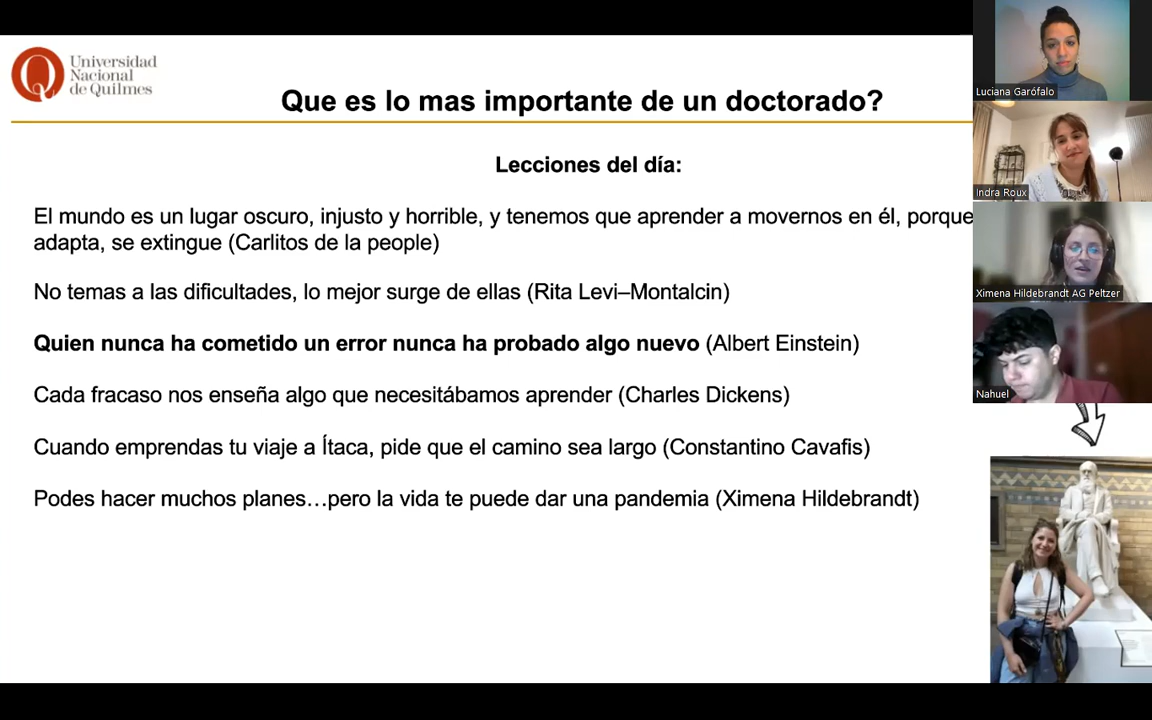 Universidad
Nacional
de Quilmes
Que es lo mas importante de un doctorado?
Lecciones del día:
El mundo es un lugar oscuro, injusto y horrible, y tenemos que aprender a movernos en él, porque
adapta, se extingue (Carlitos de la people)
No temas a las dificultades, lo mejor surge de ellas (Rita Levi–Montalcin)
Quien nunca ha cometido un error nunca ha probado algo nuevo (Albert Einstein)
Cada fracaso nos enseña algo que necesitábamos aprender (Charles Dickens)
Cuando emprendas tu viaje a Ítaca, pide que el camino sea largo (Constantino Cavafis)
Podes hacer muchos planes…pero la vida te puede dar una pandemia (Ximena Hildebrandt)
Luciana Garófalo
Indra Roux
Ximena Hildebrandt AG Peltzer
Nahuel